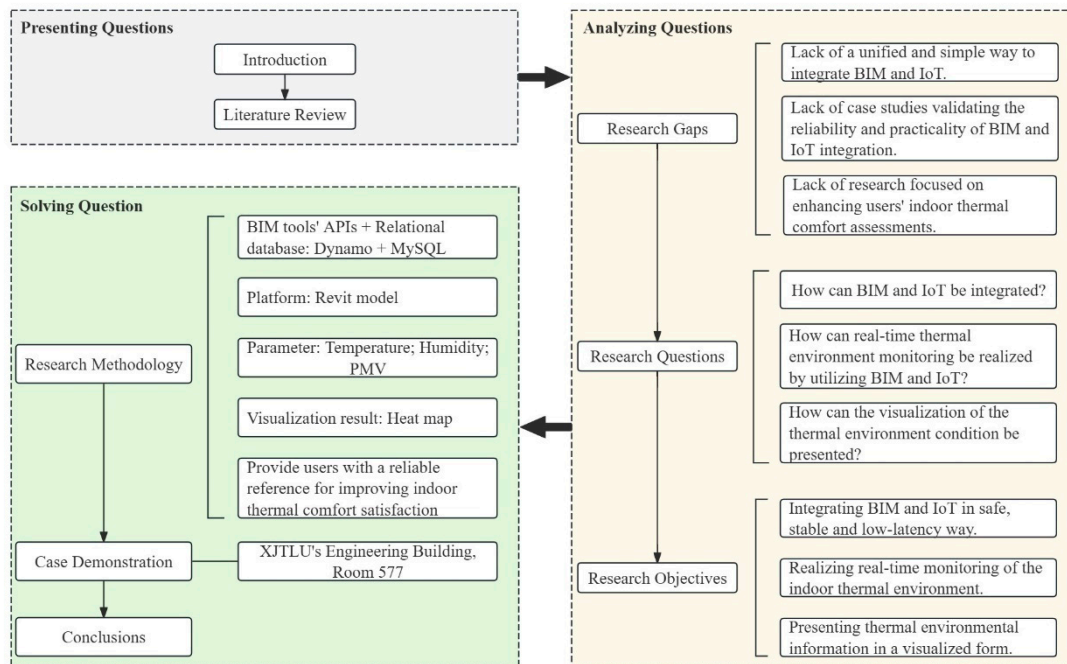 Presenting Questions
Introduction
Literature Review
Analyzing Questions
Research Gaps
Lack of a unified and simple way to
integrate BIM and IoT.
Lack of case studies validating the
reliability and practicality of BIM and
IoT integration.
Lack of research focused on
enhancing users' indoor thermal
comfort assessments.
Research Questions
How can BIM and IoT be integrated?
How can real-time thermal
environment monitoring be realized
by utilizing BIM and IoT?
How can the visualization of the
thermal environment condition be
presented?
Research Objectives
Integrating BIM and IoT in safe,
stable and low-latency way.
Realizing real-time monitoring of the
indoor thermal environment.
Presenting thermal environmental
information in a visualized form.
Solving Question
Research Methodology
BIM tools' APIs + Relational
database: Dynamo + MySQL
Platform: Revit model
Parameter: Temperature; Humidity;
PMV
Visualization result: Heat map
Provide users with a reliable
reference for improving indoor
thermal comfort satisfaction
Case Demonstration
XJTLU's Engineering Building,
Room 577
Conclusions